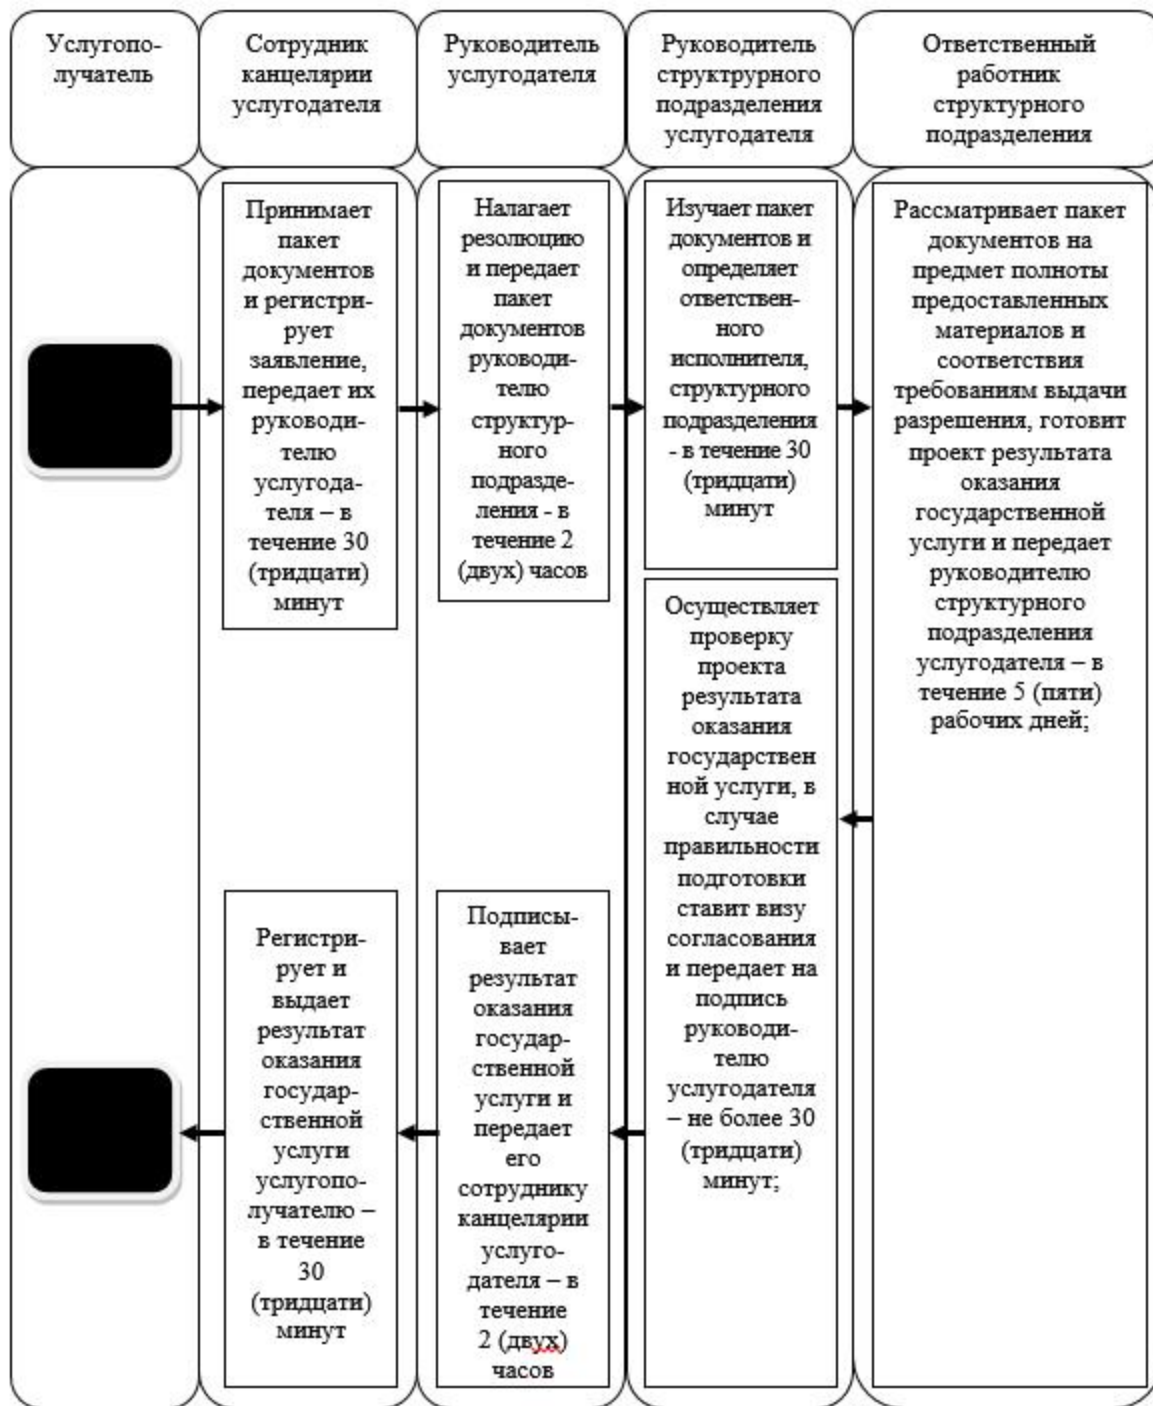 Услугопо-
лучатель
Сотрудник
канцелярии
услугодателя
Руководитель
услугодателя
Руководитель
структрурного
подразделения
услугодателя
Ответственный
работник
структурного
подразделения
Принимает
пакет
документов
и регистри-
рует
заявление,
передает их
руководи-
телю
услугода-
теля – в
течение 30
(тридцати)
минут
Налагает
резолюцию
и передает
пакет
документов
руководи-
телю
структур-
ного
подразде-
ления - в
течение 2
(двух) часов
Изучает пакет
документов и
определяет
ответствен-
ного
исполнителя,
структурного
подразделения
- в течение 30
(тридцати)
минут
Рассматривает пакет
документов на
предмет полноты
предоставленных
материалов и
соответствия
требованиям выдачи
разрешения, готовит
проект результата
оказания
государственной
услуги и передает
руководителю
структурного
подразделения
услугодателя – в
течение 5 (пяти)
рабочих дней;
Осуществляет
проверку
проекта
результата
оказания
государствен
ной услуги, в
случае
правильности
подготовки
ставит визу
согласования
и передает на
подпись
руководи-
телю
услугодателя
– не более 30
(тридцати)
минут;
Подписы-
вает
результат
оказания
государ-
ственной
услуги и
передает
его
сотруднику
канцелярии
услуго-
дателя – в
течение
2 (двух)
часов
Регистри-
рует и
выдает
результат
оказания
государ-
ственной
услуги
услугопо-
лучателю –
в течение
30
(тридцати)
минут